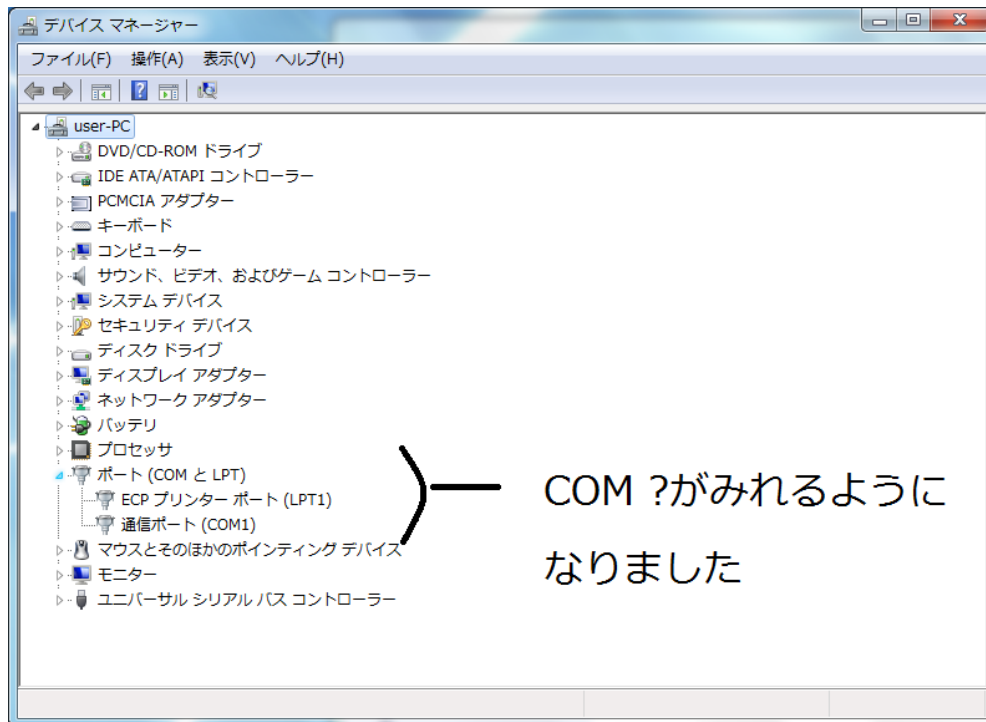 デバイス マネージャー
ファイル(F) 操作(A) 表示(V) ヘルプ(H)
user-PC
DVD/CD-ROM ドライブ
IDE ATA/ATAPI コントローラー
PCMCIA アダプター
キーボード
コンピューター
サウンド、ビデオ、およびゲーム コントローラー
システム デバイス
セキュリティ デバイス
ディスク ドライブ
ディスプレイ アダプター
ネットワーク アダプター
バッテリ
プロセッサ
ポート (COM と LPT)
ECP プリンター ポート (LPT1)
通信ポート (COM1)
マウスとそのほかのポインティング デバイス
モニター
ユニバーサル シリアル バス コントローラー
COM ?がみれるように
なりました